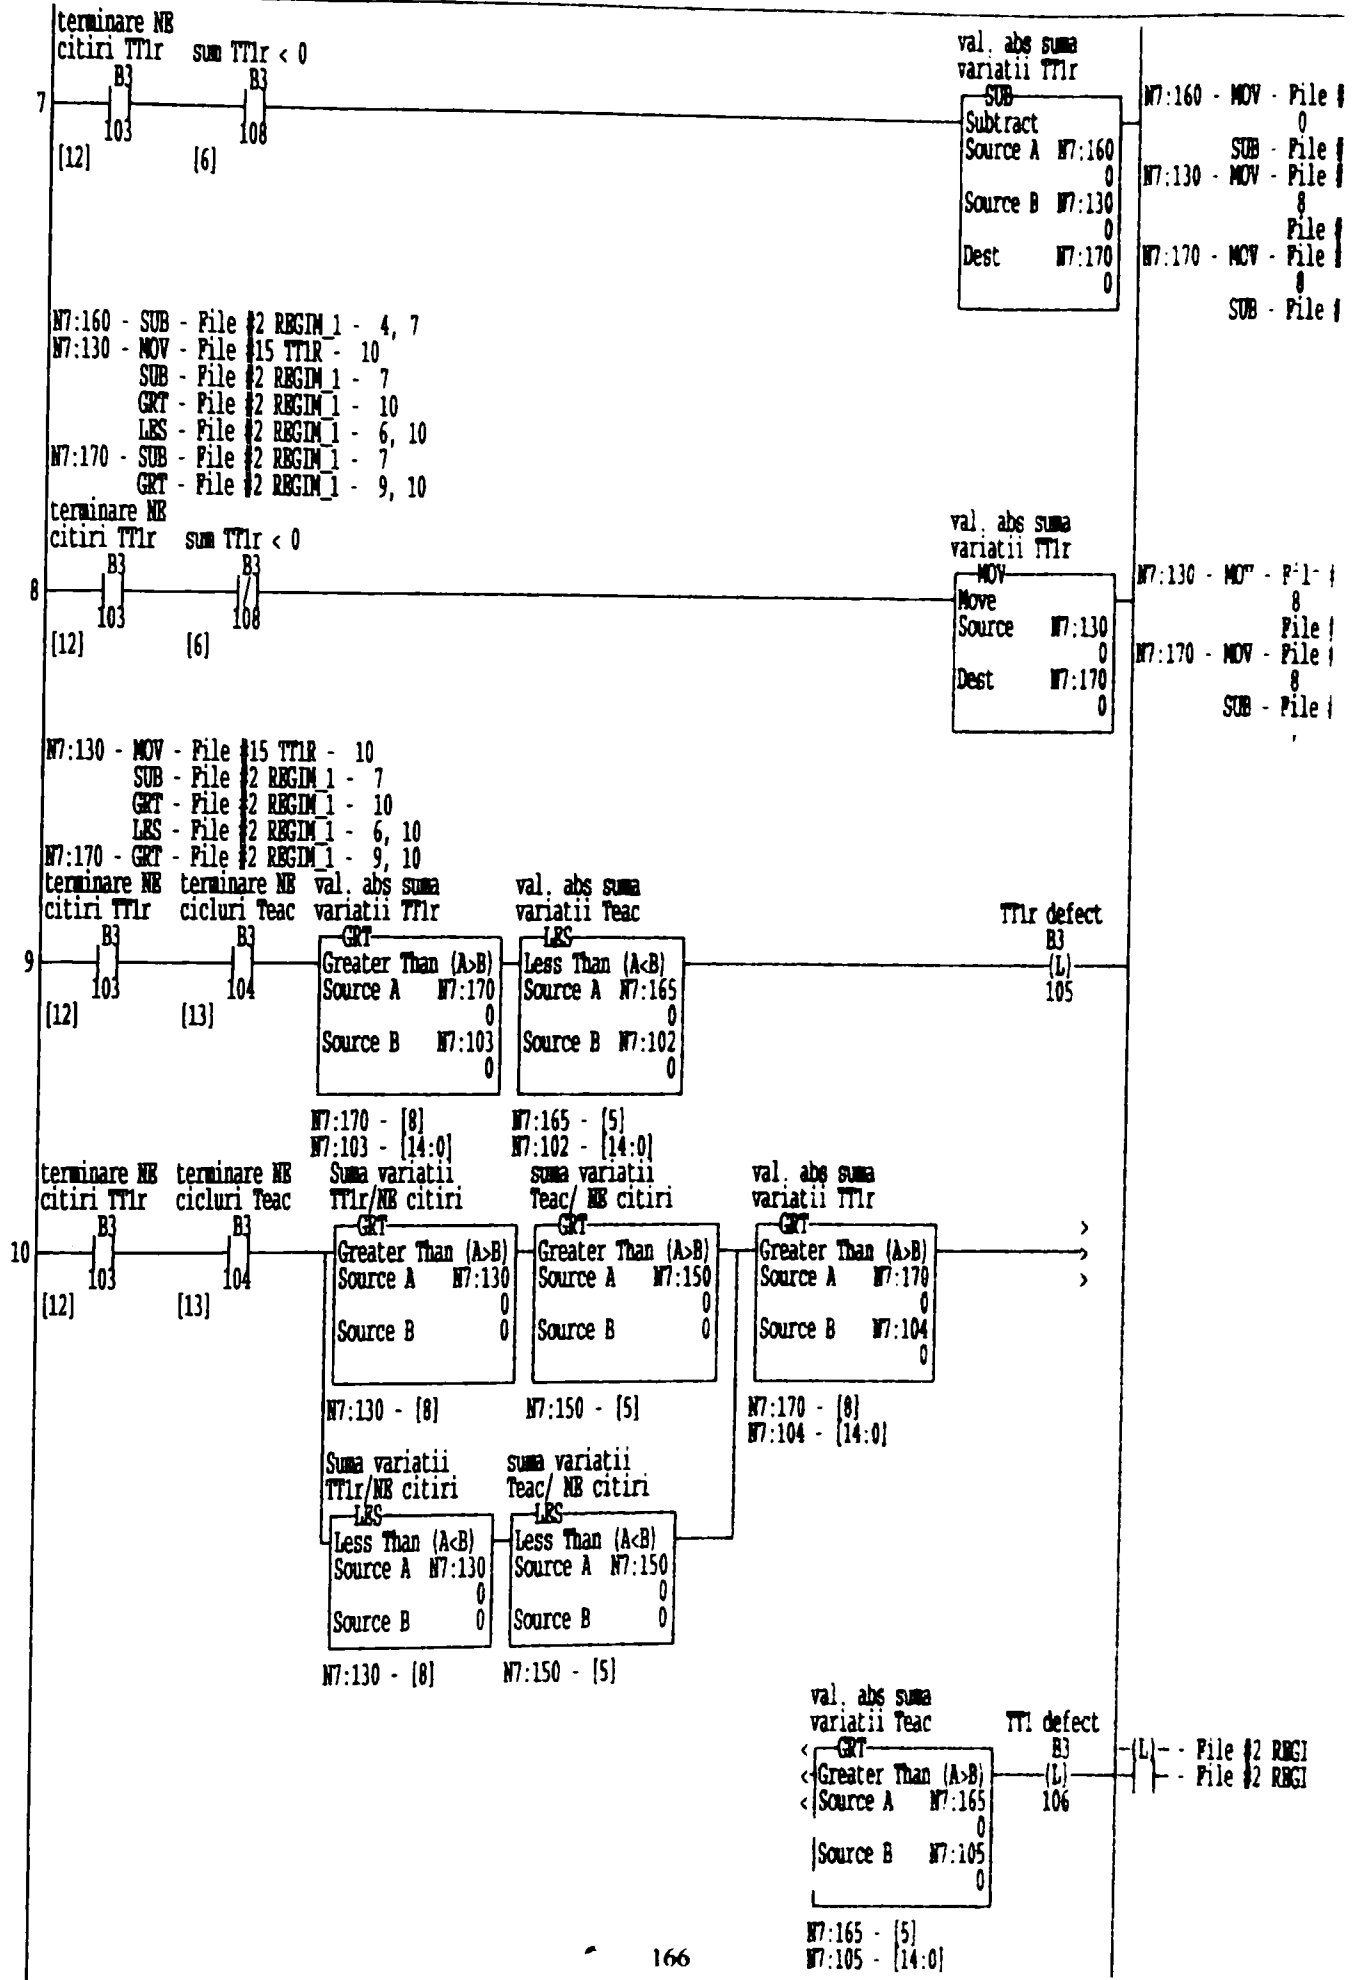 terminare NE
citiri TT1r    sum TT1r < 0
val. abs suma
variatii TT1r
B3    B3
7
103    108
[12]    [6]
SUB
Subtract
Source A  N7:160
0
Source B  N7:130
0
Dest  N7:170
0
N7:160 - MOV - File #
0
SUB - File #
N7:130 - MOV - File #
8
File #
N7:170 - MOV - File #
8
SUB - File #
N7:160 - SUB - File #2 REGIM_1 - 4, 7
N7:130 - MOV - File #15 TT1R - 10
SUB - File #2 REGIM_1 - 7
GRT - File #2 REGIM_1 - 10
LES - File #2 REGIM_1 - 6, 10
N7:170 - SUB - File #2 REGIM_1 - 7
GRT - File #2 REGIM_1 - 9, 10
terminare NE
citiri TT1r    sum TT1r < 0
val. abs suma
variatii TT1r
B3    B3
8
103    108
[12]    [6]
MOV
Move
Source  N7:130
0
Dest  N7:170
0
N7:130 -
8
File
N7:170 - MOV - File
8
SUB - File
N7:130 - MOV - File #15 TT1R - 10
SUB - File #2 REGIM_1 - 7
GRT - File #2 REGIM_1 - 10
LES - File #2 REGIM_1 - 6, 10
N7:170 - GRT - File #2 REGIM_1 - 9, 10
terminare NE    terminare NE    val. abs suma    val. abs suma
citiri TT1r    cicluri Teac    variatii TT1r    variatii Teac    TT1r defect
B3    B3    GRT    LES    B3
9    Greater Than (A>B)    Less Than (A<B)    (L)
103    104    Source A  N7:170    Source A  N7:165    105
[12]    [13]    0    0
Source B  N7:103    Source B  N7:102
0    0
N7:170 - [8]    N7:165 - [5]
N7:103 - [14:0]    N7:102 - [14:0]
terminare NE    terminare NE    Suma variatii    suma variatii    val. abs suma
citiri TT1r    cicluri Teac    TT1r/NE citiri    Teac/ NE citiri    variatii TT1r
B3    B3    GRT    GRT    GRT    >
10    Greater Than (A>B)    Greater Than (A>B)    Greater Than (A>B)    >
103    104    Source A  N7:130    Source A  N7:150    Source A  N7:170    >
[12]    [13]    0    0    0
Source B  0    Source B  0    Source B  N7:104
0
N7:130 - [8]    N7:150 - [5]    N7:170 - [8]
N7:104 - [14:0]
Suma variatii    suma variatii
TT1r/NE citiri    Teac/ NE citiri
LES    LES
Less Than (A<B)    Less Than (A<B)
Source A  N7:130    Source A  N7:150
0    0
Source B  0    Source B  0
N7:130 - [8]    N7:150 - [5]
val. abs suma
variatii Teac    TT1 defect
<    GRT    B3    -(L)- - File #2 REGI
<    Greater Than (A>B)    (L)    - File #2 REGI
<    Source A  N7:165    106
0
Source B  N7:105
0
N7:165 - [5]
N7:105 - [14:0]
166